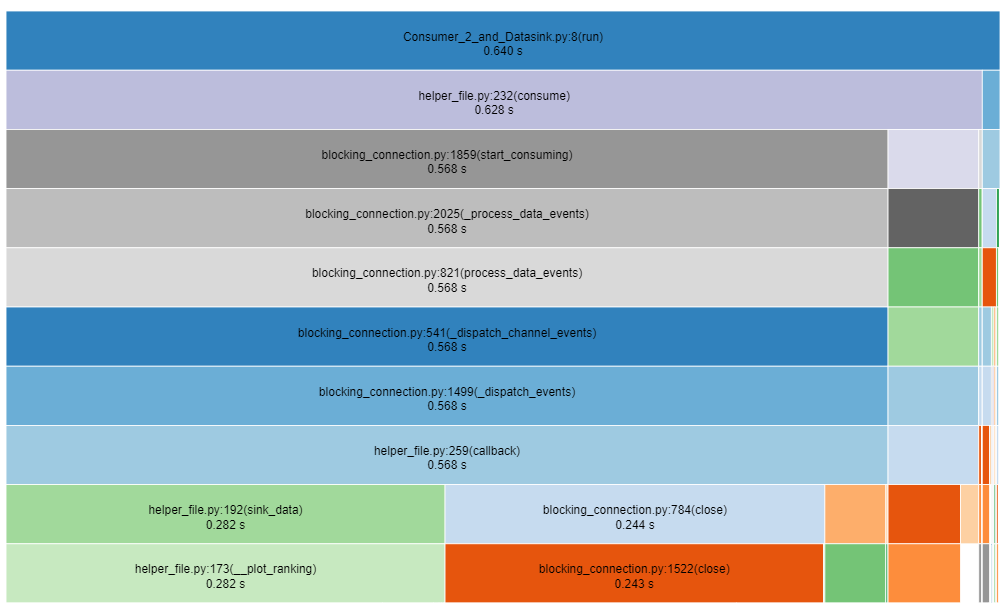 Consumer_2_and_Datasink.py:8(run)
0.640 s
helper_file.py:232(consume)
0.628 s
blocking_connection.py:1859(start_consuming)
0.568 s
blocking_connection.py:2025(_process_data_events)
0.568 s
blocking_connection.py:821(process_data_events)
0.568 s
blocking_connection.py:541(_dispatch_channel_events)
0.568 s
blocking_connection.py:1499(_dispatch_events)
0.568 s
helper_file.py:259(callback)
0.568 s
helper_file.py:192(sink_data)
0.282 s
blocking_connection.py:784(close)
0.244 s
helper_file.py:173(__plot_ranking)
0.282 s
blocking_connection.py:1522(close)
0.243 s